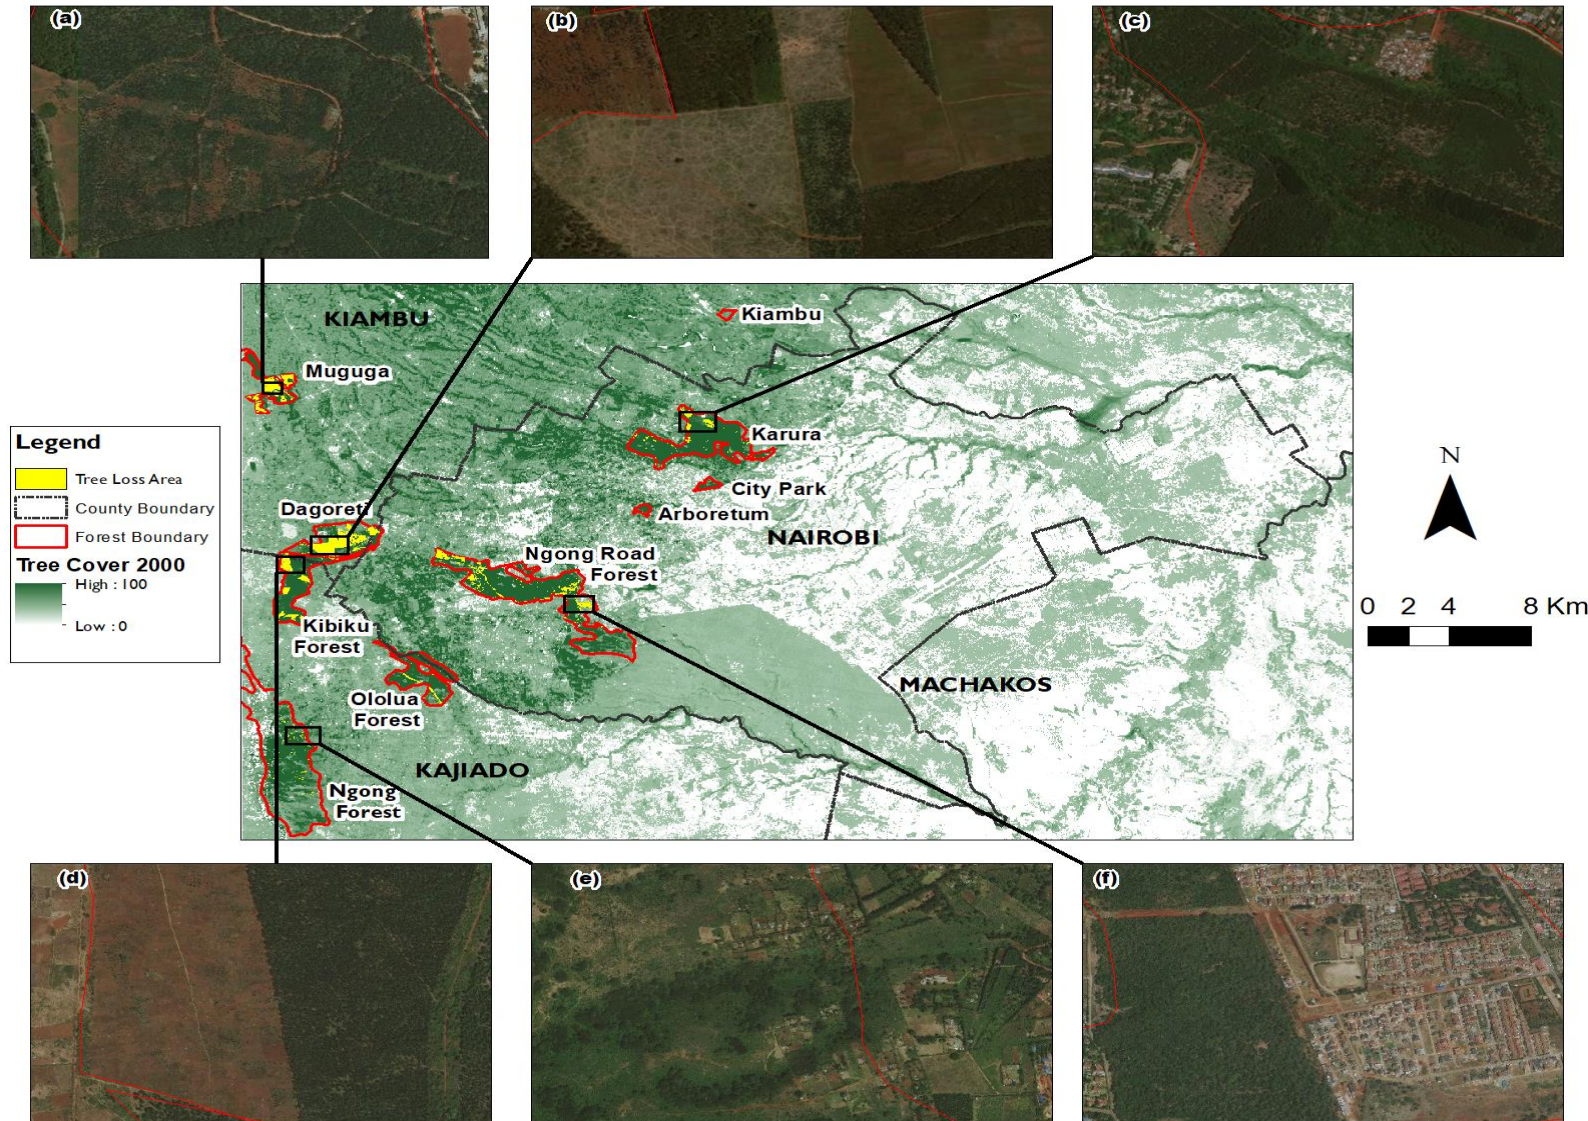 (a)
(b)
(c)
KIAMBU
Kiambu
Muguga
Karura
City Park
Arboretum
NAIROBI
Dagoreti
Ngong Road
Forest
Kibiku
Forest
Ololua
Forest
MACHAKOS
KAJIADO
Ngong
Forest
Legend
Tree Loss Area
County Boundary
Forest Boundary
Tree Cover 2000
High : 100
Low : 0
N
0 2 4 8 Km
(d)
(e)
(f)